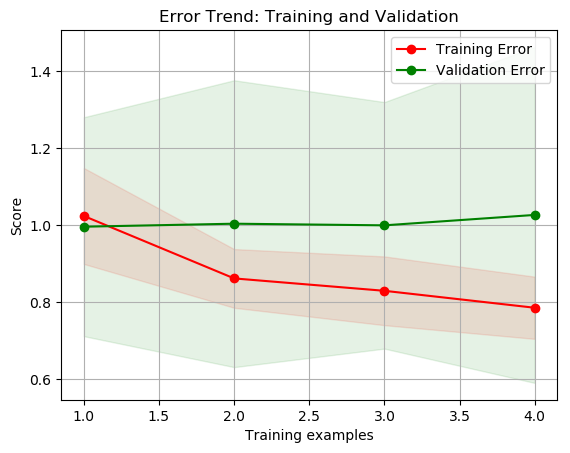 Error Trend: Training and Validation
Training Error
Validation Error
1.4
1.2
1.0
0.8
0.6
Score
1.0
1.5
2.0
2.5
3.0
3.5
4.0
Training examples